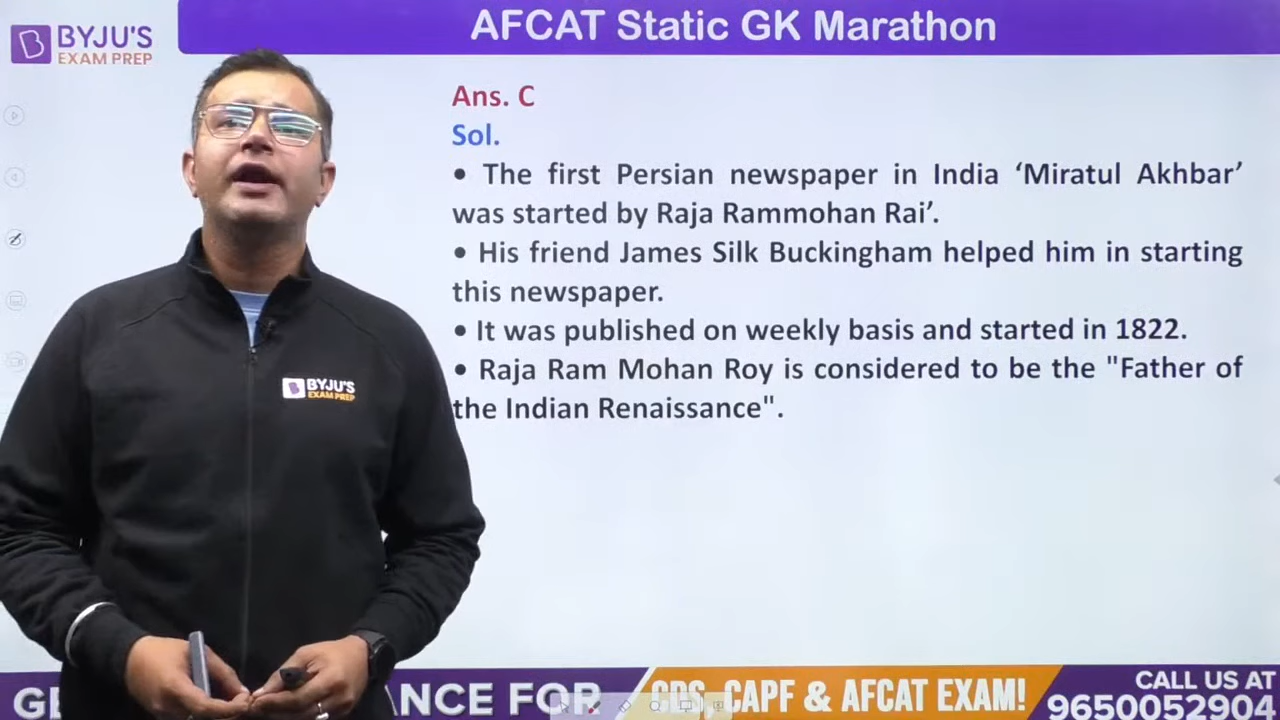 BYJU'S
EXAM PREP
AFCAT Static GK Marathon
Ans. C
Sol.
• The first Persian newspaper in India ‘Miratul Akhbar’
was started by Raja Rammohan Rai’.
• His friend James Silk Buckingham helped him in starting
this newspaper.
• It was published on weekly basis and started in 1822.
• Raja Ram Mohan Roy is considered to be the "Father of
the Indian Renaissance".
BYJU'S
EXAM PREP
FOR
CDS, CAPF & AFCAT EXAM!
CALL US AT
9650052904